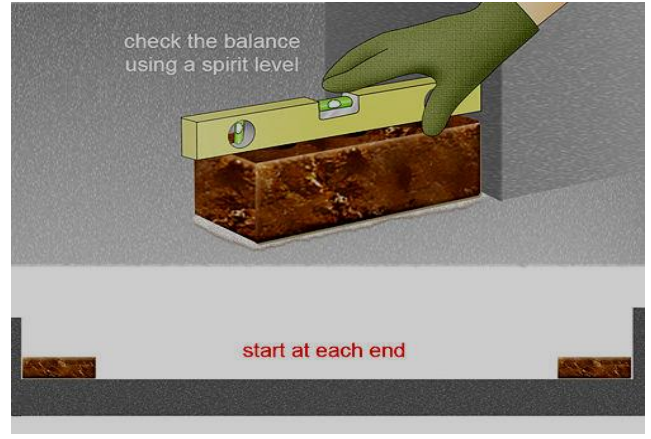 check the balance
using a spirit level
start at each end